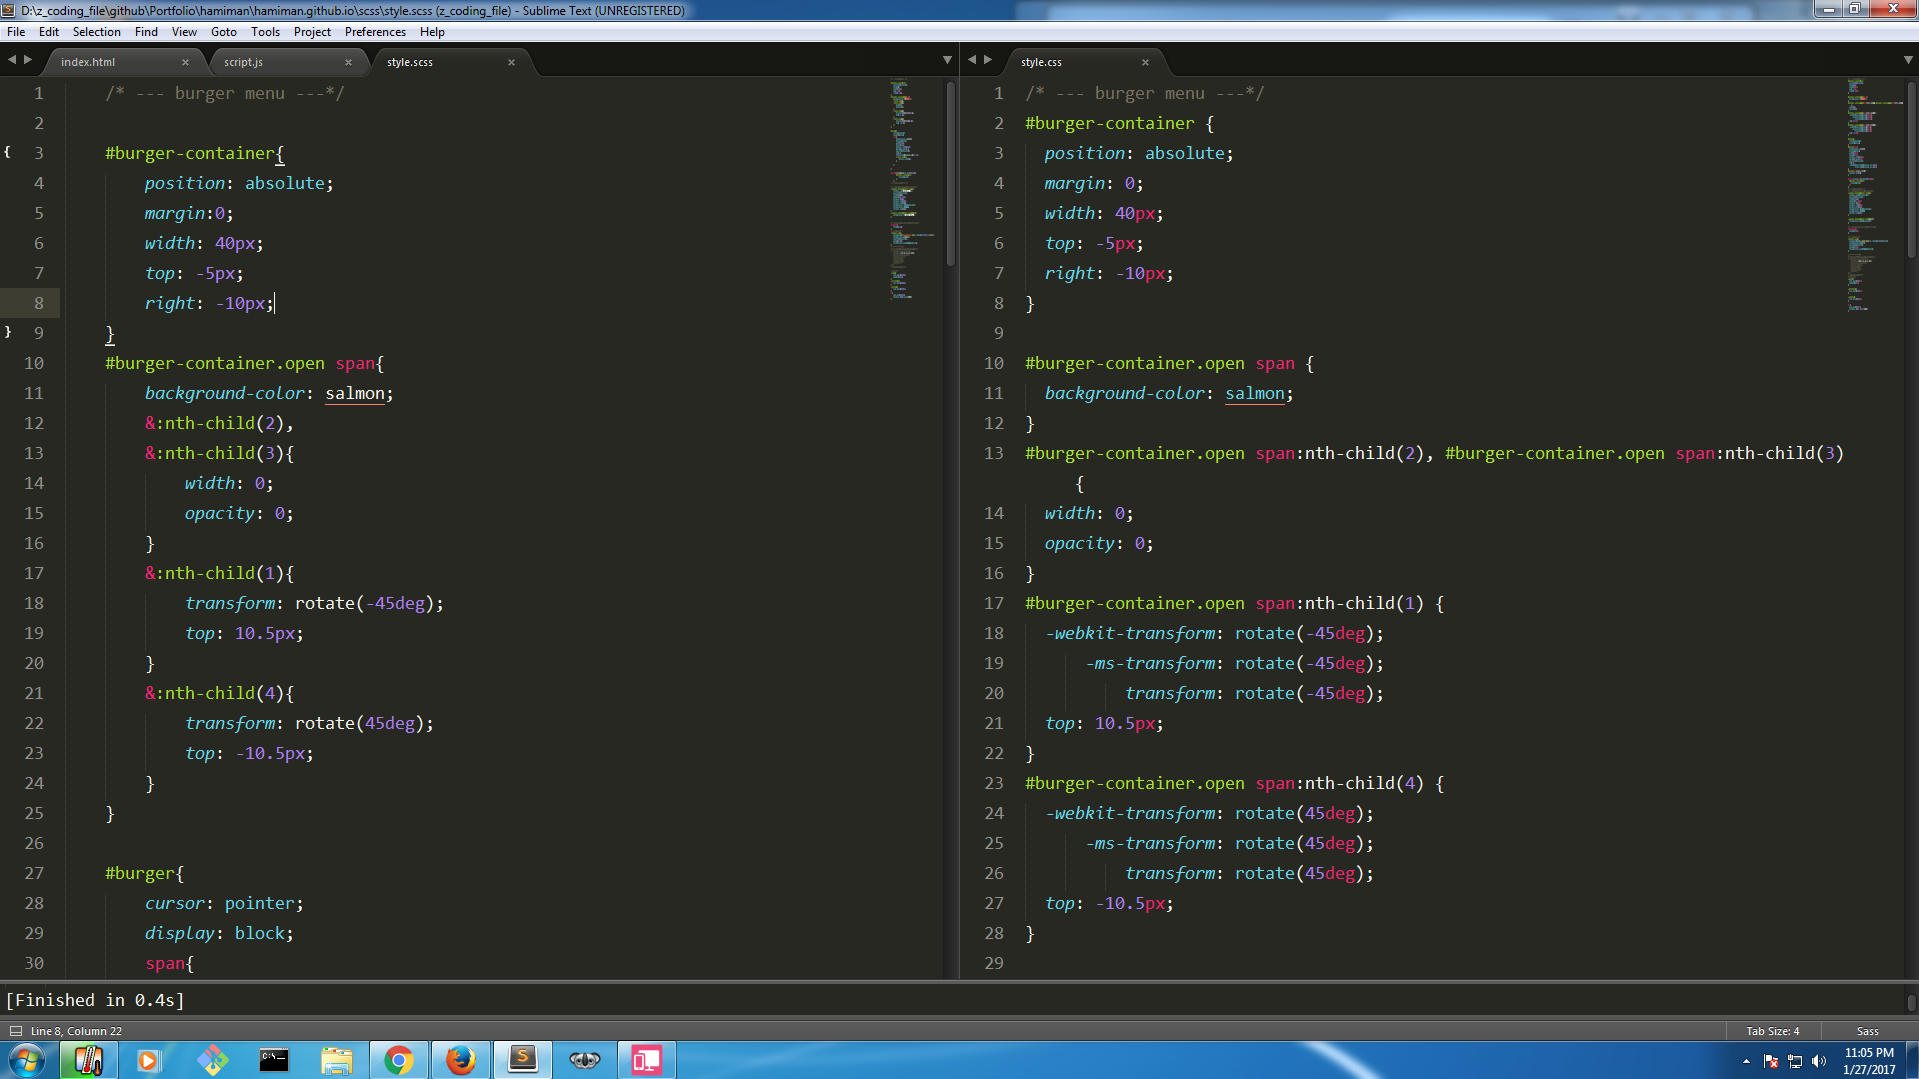 D:\z_coding_file\github\Portfolio\hamiman\hamiman.github.io\scss\style.scss (z_coding_file) - Sublime Text (UNREGISTERED)
File Edit Selection Find View Goto Tools Project Preferences Help
index.html × script.js × style.scss ×
1 /* --- burger menu ---*/
2
{ 3 #burger-container{
4 position: absolute;
5 margin:0;
6 width: 40px;
7 top: -5px;
8 right: -10px;
} 9 }
10 #burger-container.open span{
11 background-color: salmon;
12 &:nth-child(2),
13 &:nth-child(3){
14 width: 0;
15 opacity: 0;
16 }
17 &:nth-child(1){
18 transform: rotate(-45deg);
19 top: 10.5px;
20 }
21 &:nth-child(4){
22 transform: rotate(45deg);
23 top: -10.5px;
24 }
25 }
26
27 #burger{
28 cursor: pointer;
29 display: block;
30 span{
style.css ×
1 /* --- burger menu ---*/
2 #burger-container {
3 position: absolute;
4 margin: 0;
5 width: 40px;
6 top: -5px;
7 right: -10px;
8 }
9
10 #burger-container.open span {
11 background-color: salmon;
12 }
13 #burger-container.open span:nth-child(2), #burger-container.open span:nth-child(3)
{
14 width: 0;
15 opacity: 0;
16 }
17 #burger-container.open span:nth-child(1) {
18 -webkit-transform: rotate(-45deg);
19 -ms-transform: rotate(-45deg);
20 transform: rotate(-45deg);
21 top: 10.5px;
22 }
23 #burger-container.open span:nth-child(4) {
24 -webkit-transform: rotate(45deg);
25 -ms-transform: rotate(45deg);
26 transform: rotate(45deg);
27 top: -10.5px;
28 }
29
[Finished in 0.4s]
Line 8, Column 22
Tab Size: 4
Sass
11:05 PM
1/27/2017